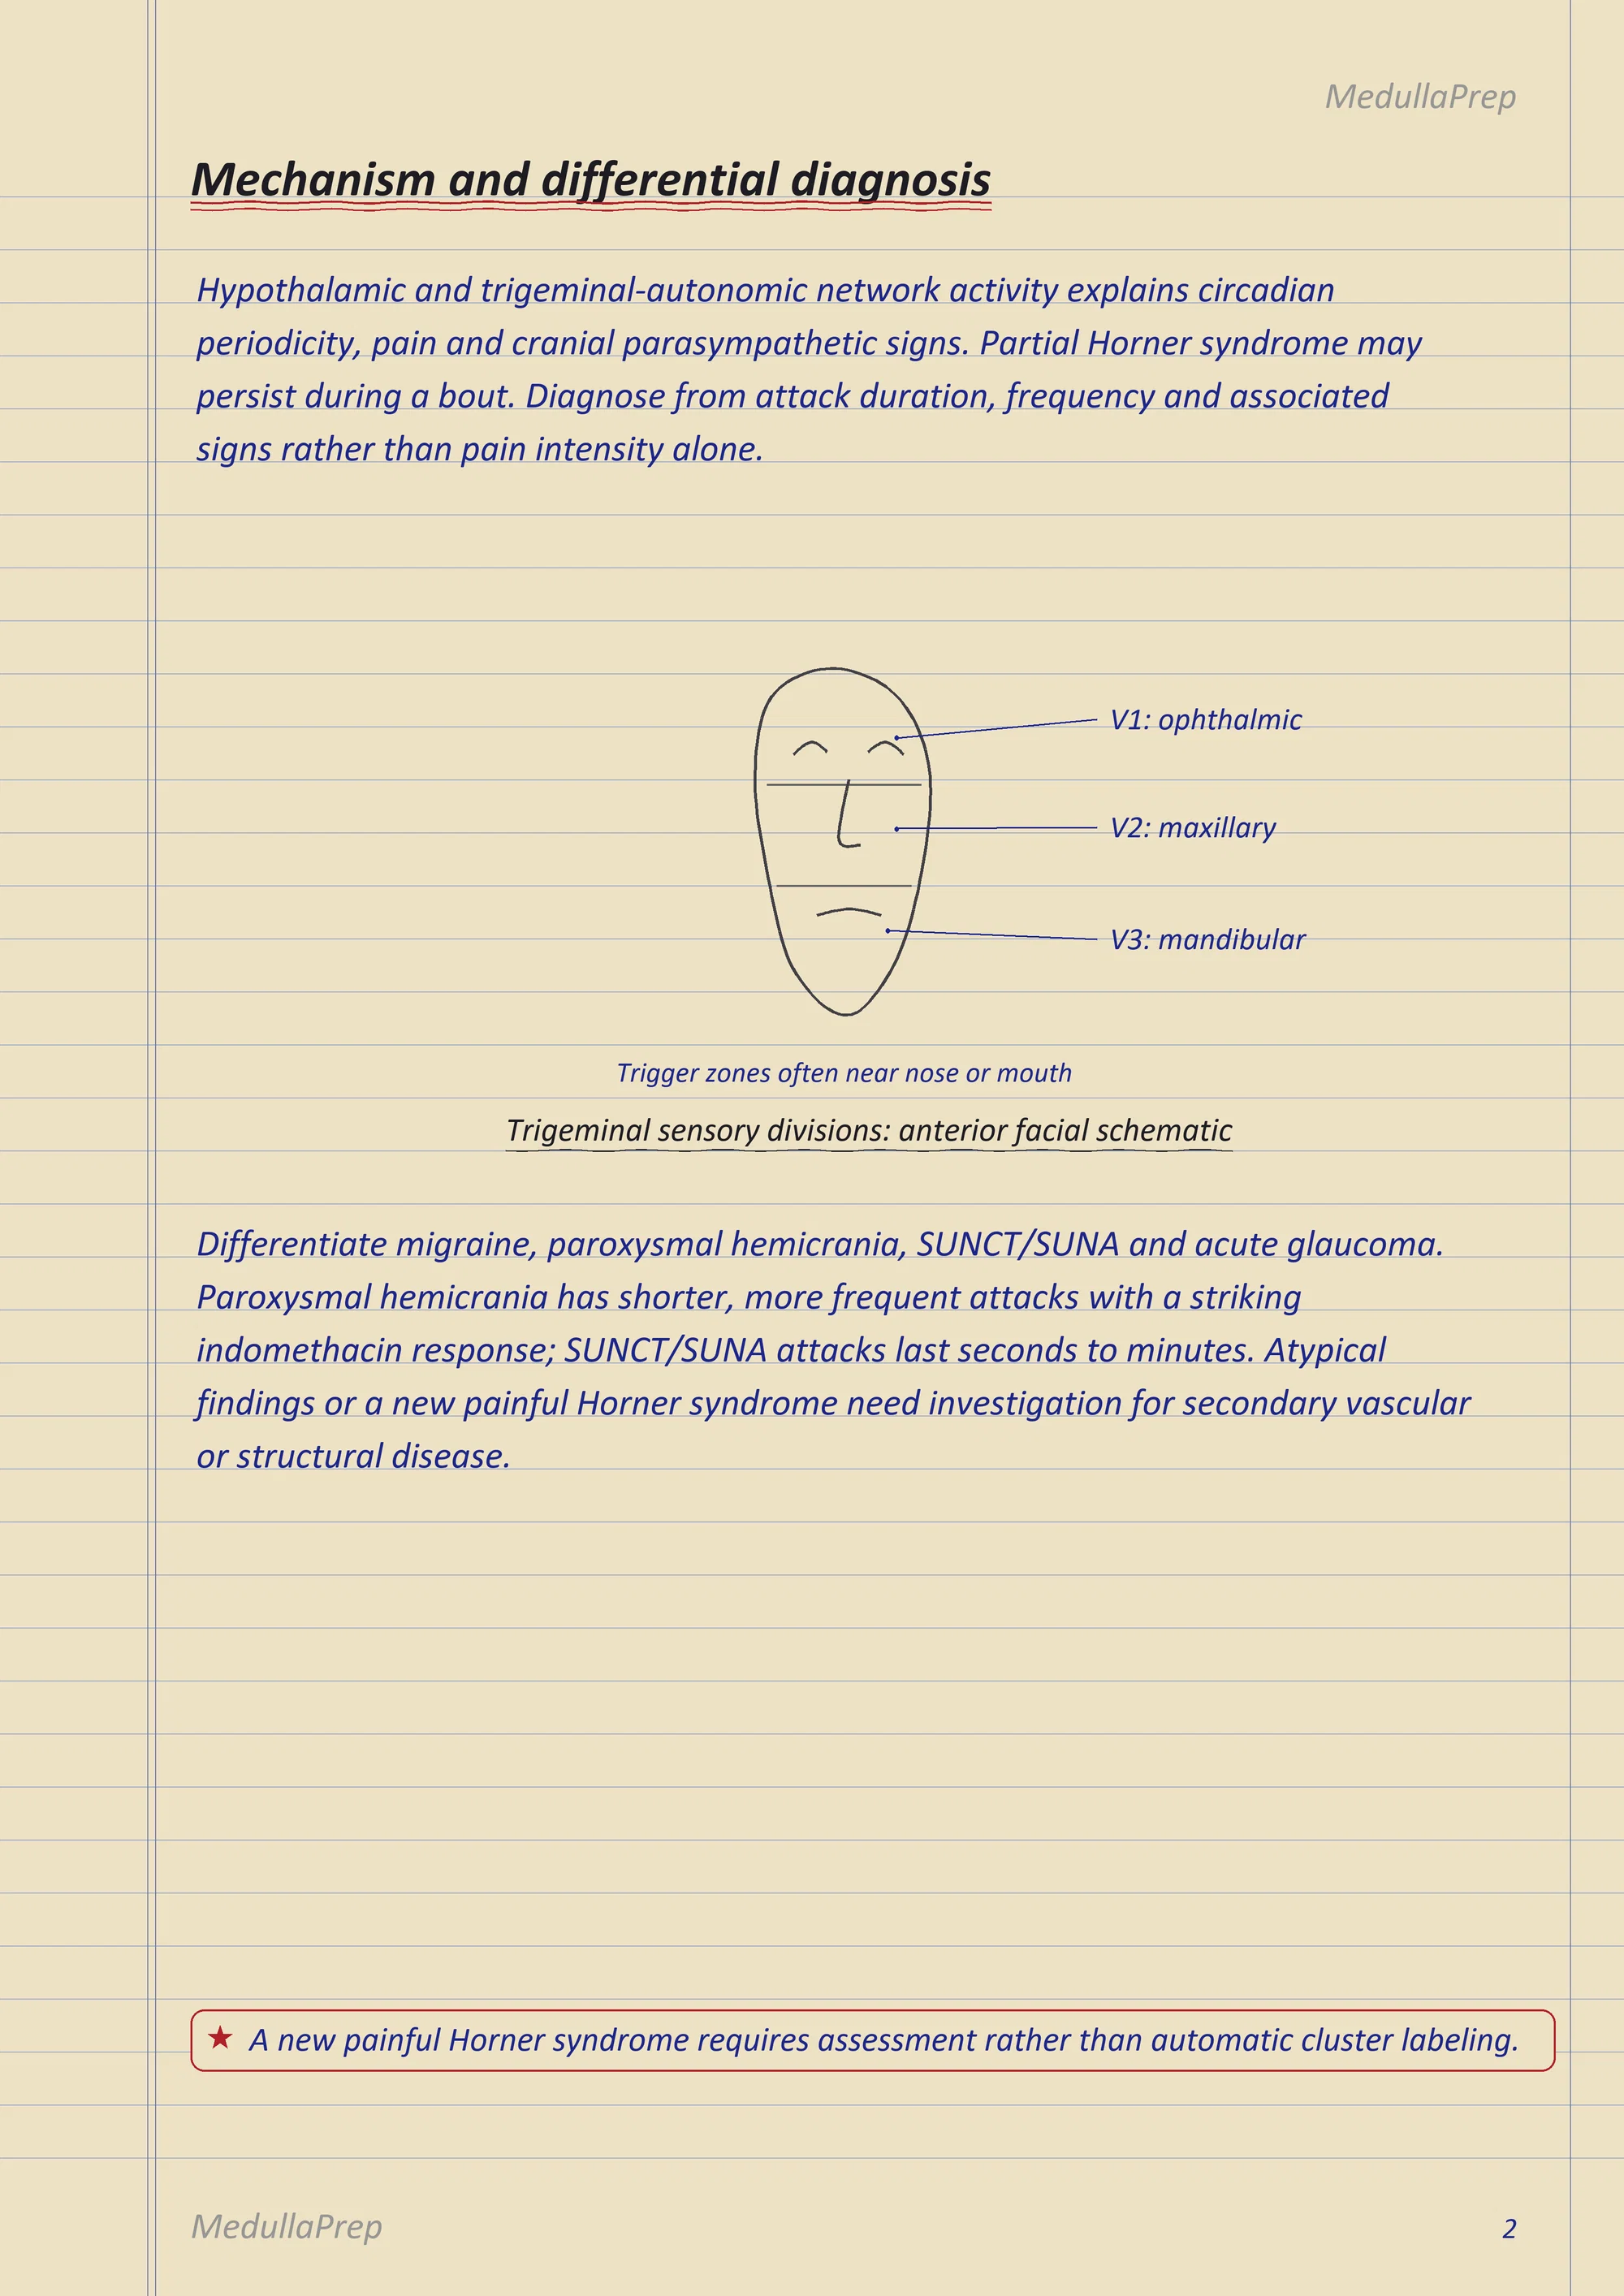 MedullaPrep
Mechanism and differential diagnosis
Hypothalamic and trigeminal-autonomic network activity explains circadian
periodicity, pain and cranial parasympathetic signs. Partial Horner syndrome may
persist during a bout. Diagnose from attack duration, frequency and associated
signs rather than pain intensity alone.
V1: ophthalmic
V2: maxillary
V3: mandibular
Trigger zones often near nose or mouth
Trigeminal sensory divisions: anterior facial schematic
Differentiate migraine, paroxysmal hemicrania, SUNCT/SUNA and acute glaucoma.
Paroxysmal hemicrania has shorter, more frequent attacks with a striking
indomethacin response; SUNCT/SUNA attacks last seconds to minutes. Atypical
findings or a new painful Horner syndrome need investigation for secondary vascular
or structural disease.
★ A new painful Horner syndrome requires assessment rather than automatic cluster labeling.
MedullaPrep
2